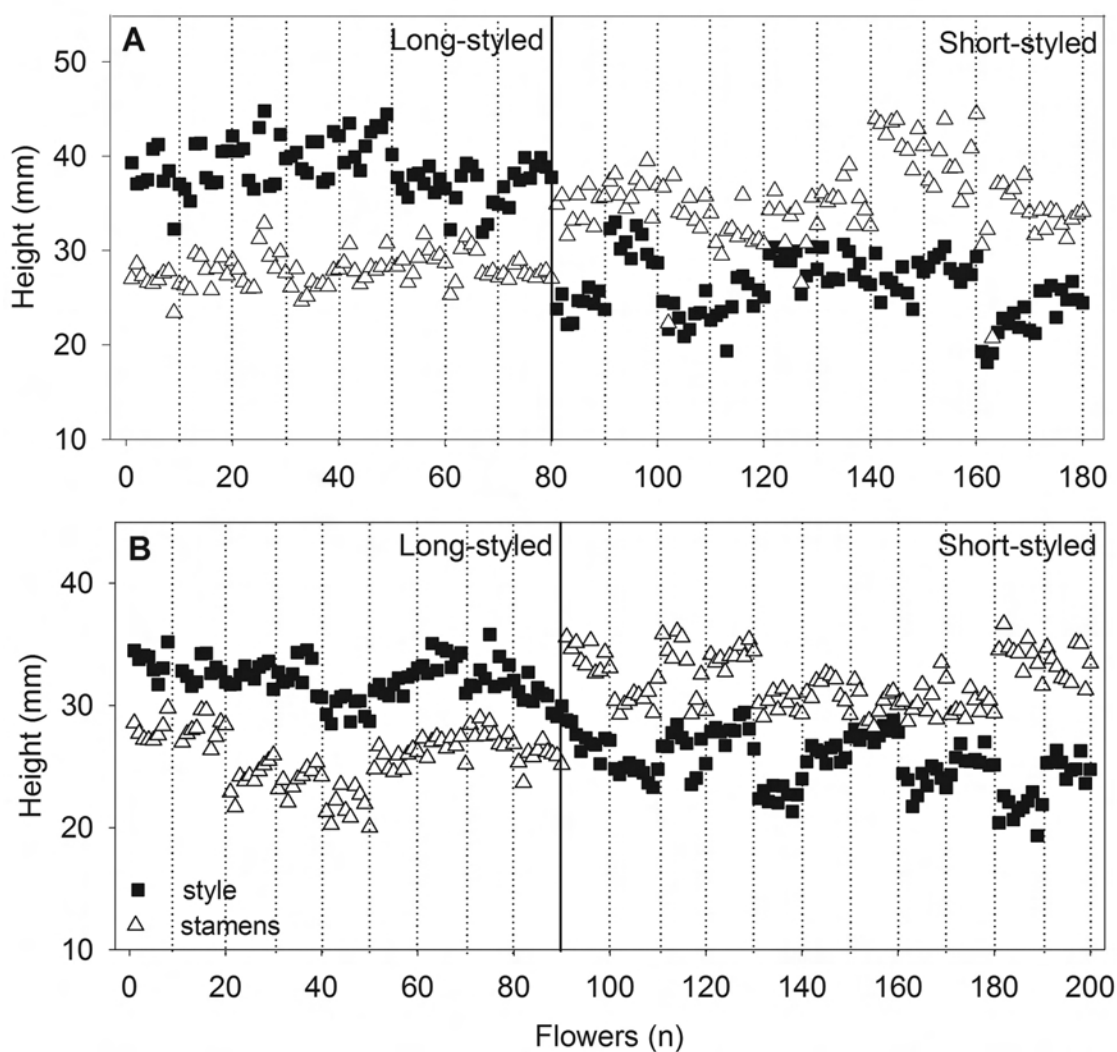 A Long-styled Short-styled
50
40
30
20
10
Height (mm)
0 20 40 60 80 100 120 140 160 180
B Long-styled Short-styled
40
30
20
10
Height (mm)
style
stamens
0 20 40 60 80 100 120 140 160 180 200
Flowers (n)